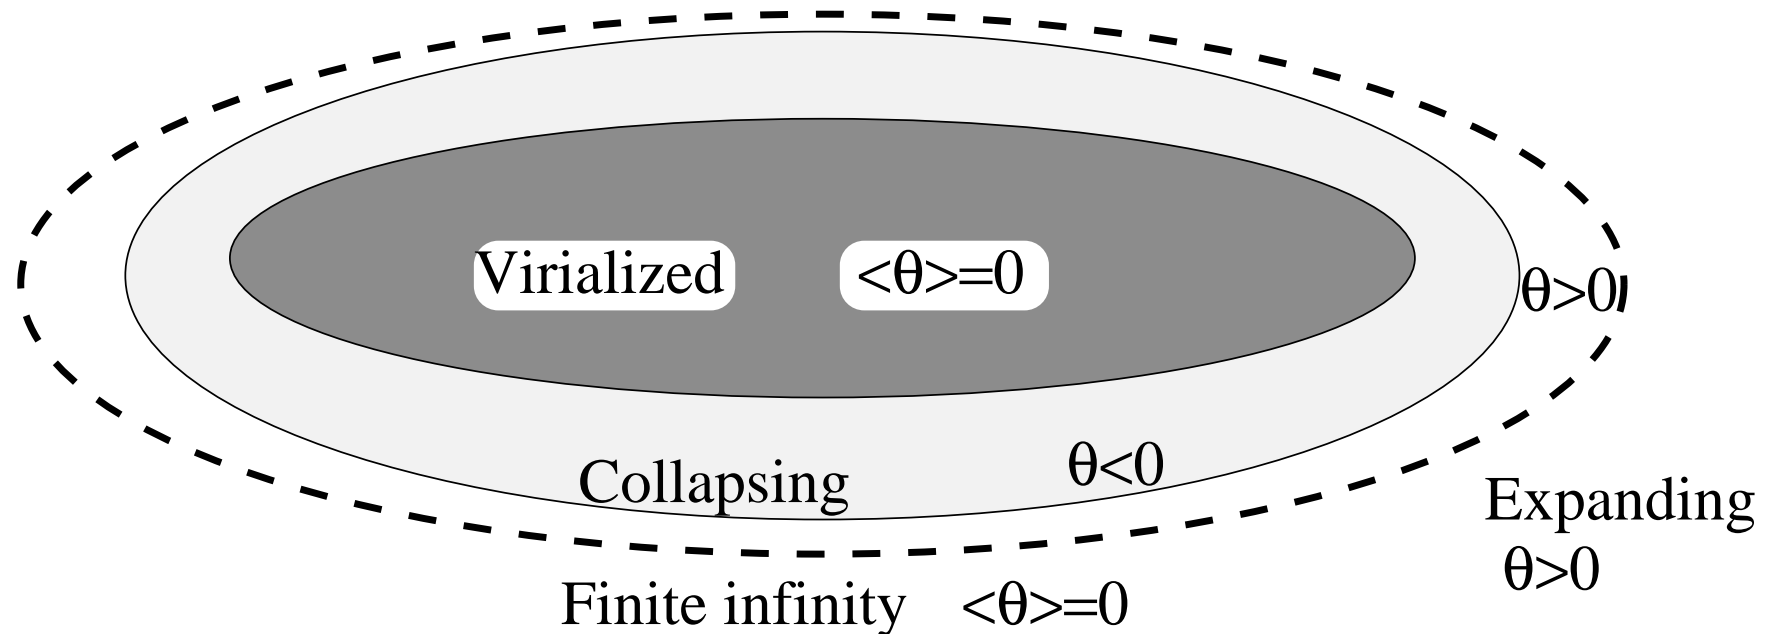 Virialized <θ>=0
θ>0
Collapsing θ<0
Expanding
θ>0
Finite infinity <θ>=0